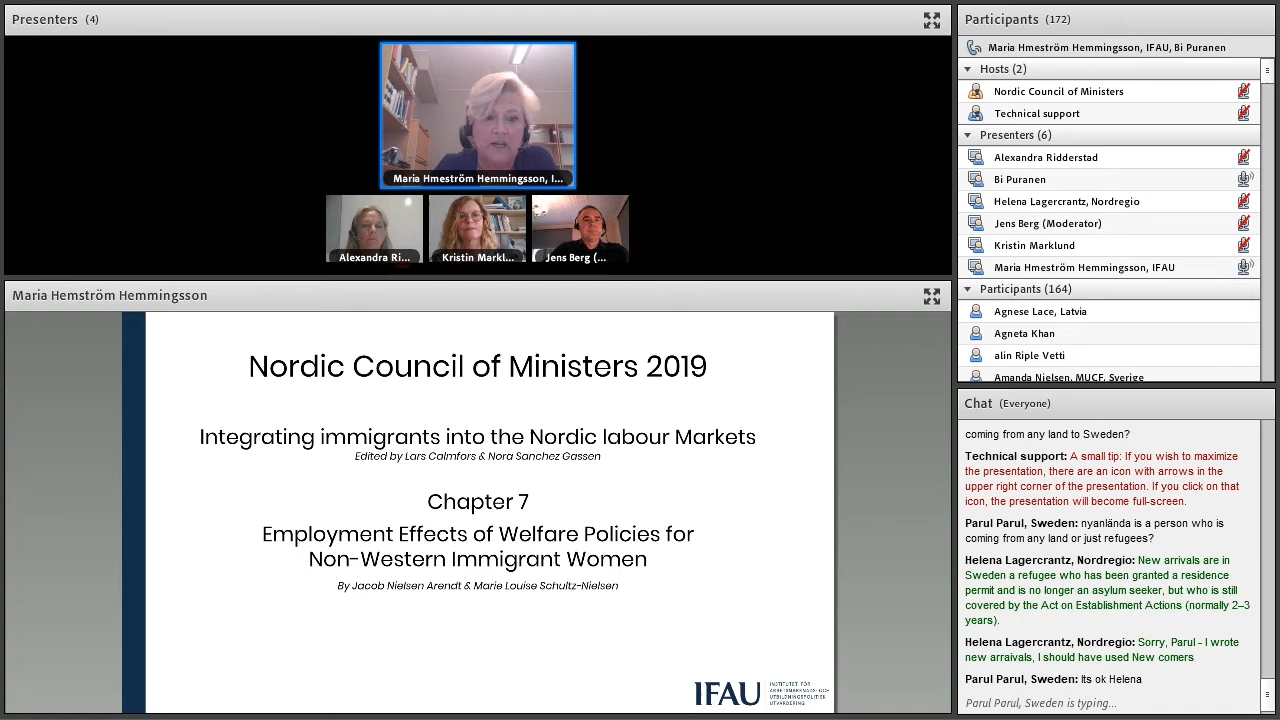 Presenters (4)
Maria Hmeström Hemmingsson, I...
Alexandra Ri...
Kristin Markl...
Jens Berg (...
Maria Hemström Hemmingsson
Nordic Council of Ministers 2019
Integrating immigrants into the Nordic labour Markets
Edited by Lars Calmfors & Nora Sanchez Gassen
Chapter 7
Employment Effects of Welfare Policies for
Non-Western Immigrant Women
By Jacob Nielsen Arendt & Marie Louise Schultz-Nielsen
IFAU
INSTITUTET FÖR
ARBETSMARKNADS- OCH
UTBILDNINGSPOLITISK
UTVÄRDERING
Participants (172)
Maria Hmeström Hemmingsson, IFAU, Bi Puranen
Hosts (2)
Nordic Council of Ministers
Technical support
Presenters (6)
Alexandra Ridderstad
Bi Puranen
Helena Lagercrantz, Nordregio
Jens Berg (Moderator)
Kristin Marklund
Maria Hmeström Hemmingsson, IFAU
Participants (164)
Agnese Lace, Latvia
Agneta Khan
alin Riple Vetti
Amanda Nielsen, MUCF, Sverige
Chat (Everyone)
coming from any land to Sweden?
Technical support: A small tip: If you wish to maximize
the presentation, there are an icon with arrows in the
upper right corner of the presentation. If you click on that
icon, the presentation will become full-screen.
Parul Parul, Sweden: nyanlända is a person who is
coming from any land or just refugees?
Helena Lagercrantz, Nordregio: New arrivals are in
Sweden a refugee who has been granted a residence
permit and is no longer an asylum seeker, but who is still
covered by the Act on Establishment Actions (normally 2–3
years).
Helena Lagercrantz, Nordregio: Sorry, Parul - I wrote
new arraivals, I should have used New comers
Parul Parul, Sweden: Its ok Helena
Parul Parul, Sweden is typing...